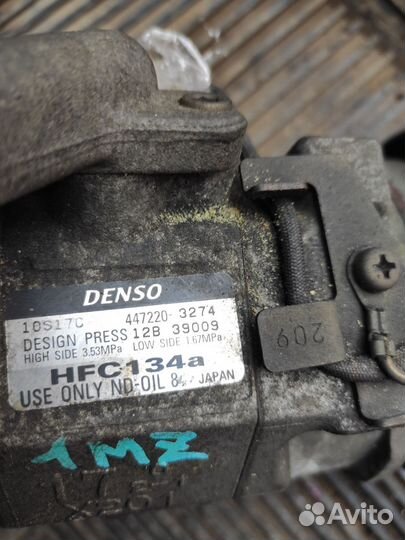 DENSO
10S17C 447220-3274
DESIGN PRESS 12B 39009
HIGH SIDE 3.53MPa LOW SIDE 1.67MPa
HFC134a
USE ONLY ND-OIL 8 JAPAN
209
1MZ
Avito